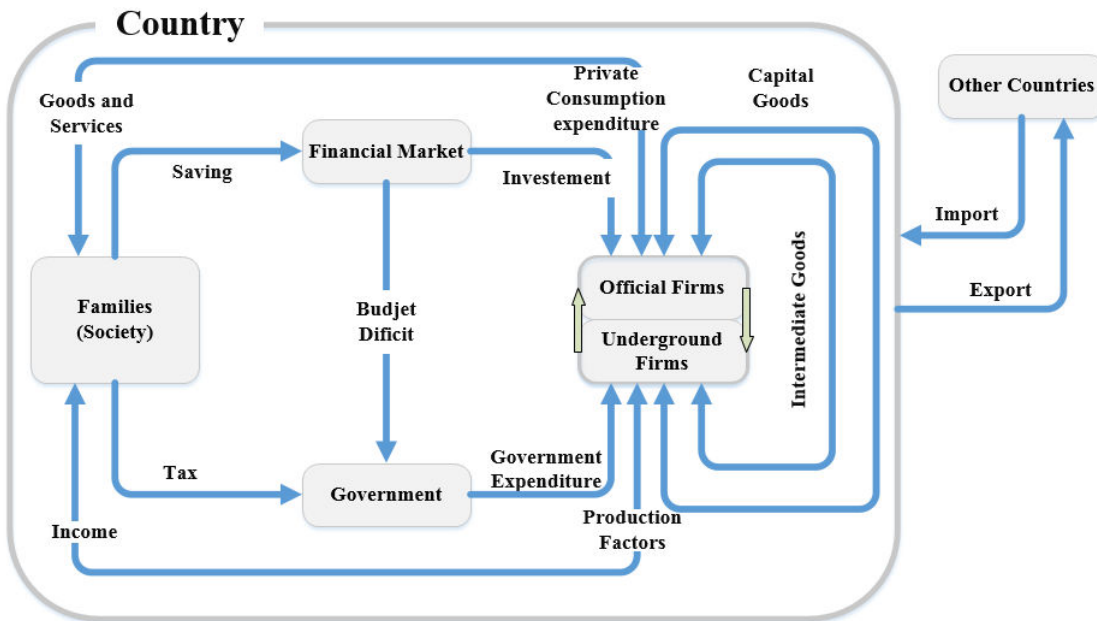 Country
Goods and
Services
Private
Consumption
expenditure
Capital
Goods
Other Countries
Saving
Financial Market
Investement
Import
Export
Families
(Society)
Budjet
Dificit
Official Firms
Underground
Firms
Intermediate Goods
Tax
Government
Government
Expenditure
Income
Production
Factors